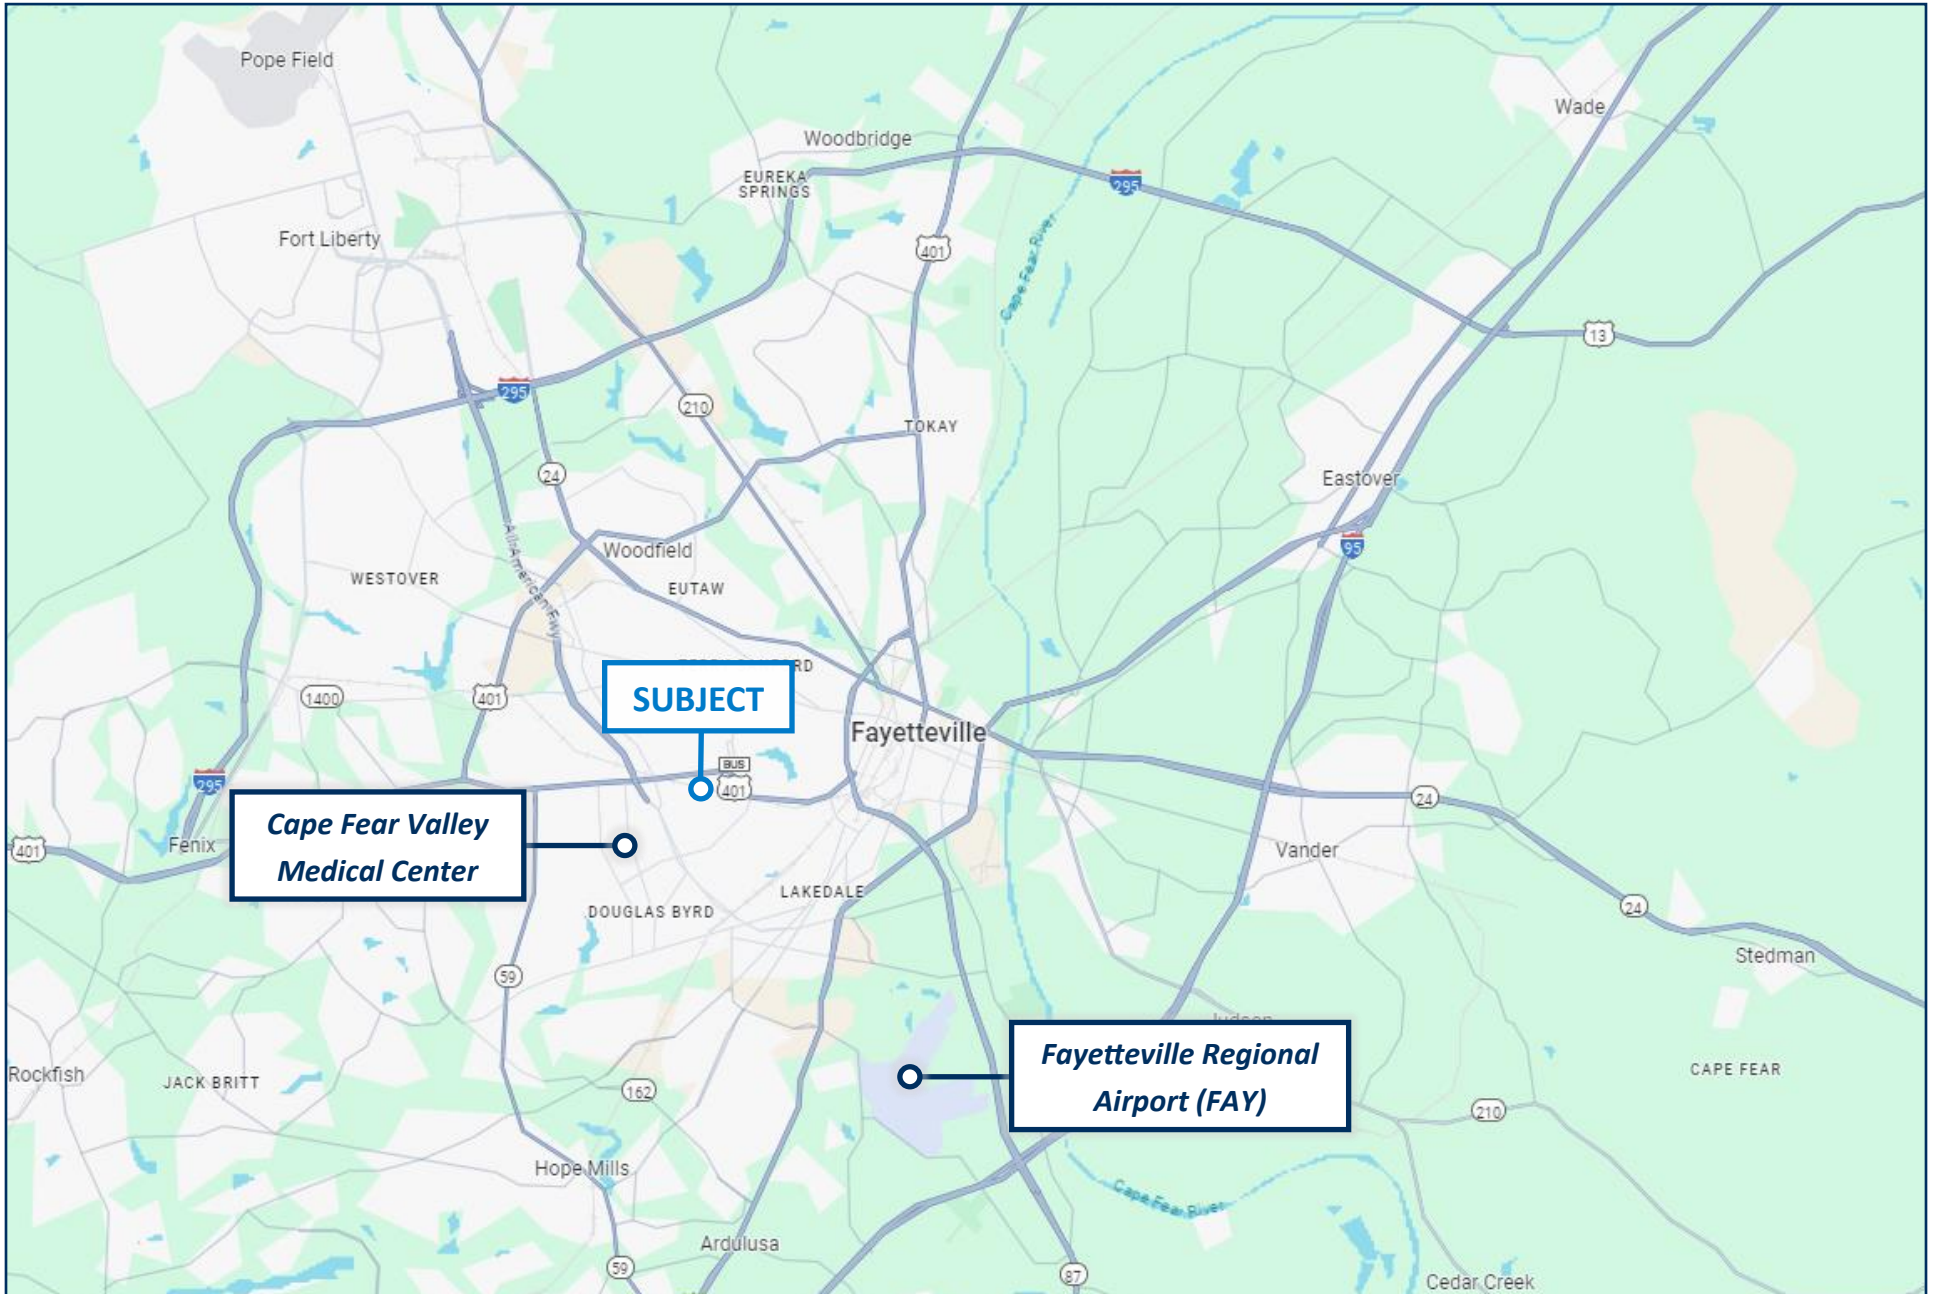 Pope Field
Wade
Woodbridge
EUREKA
SPRINGS
295
Fort Liberty
401
Cape Fear River
13
295
210
TOKAY
24
Eastover
All American Fwy
Woodfield
95
WESTOVER
EUTAW
RD
1400
401
SUBJECT
Fayetteville
BUS
401
295
24
Cape Fear Valley
Medical Center
401
Fenix
Vander
LAKEDALE
DOUGLAS BYRD
24
59
Stedman
Fayetteville Regional
Airport (FAY)
Rockfish
JACK BRITT
162
CAPE FEAR
210
Hope Mills
Cape Fear River
Ardulusa
59
87
Cedar Creek